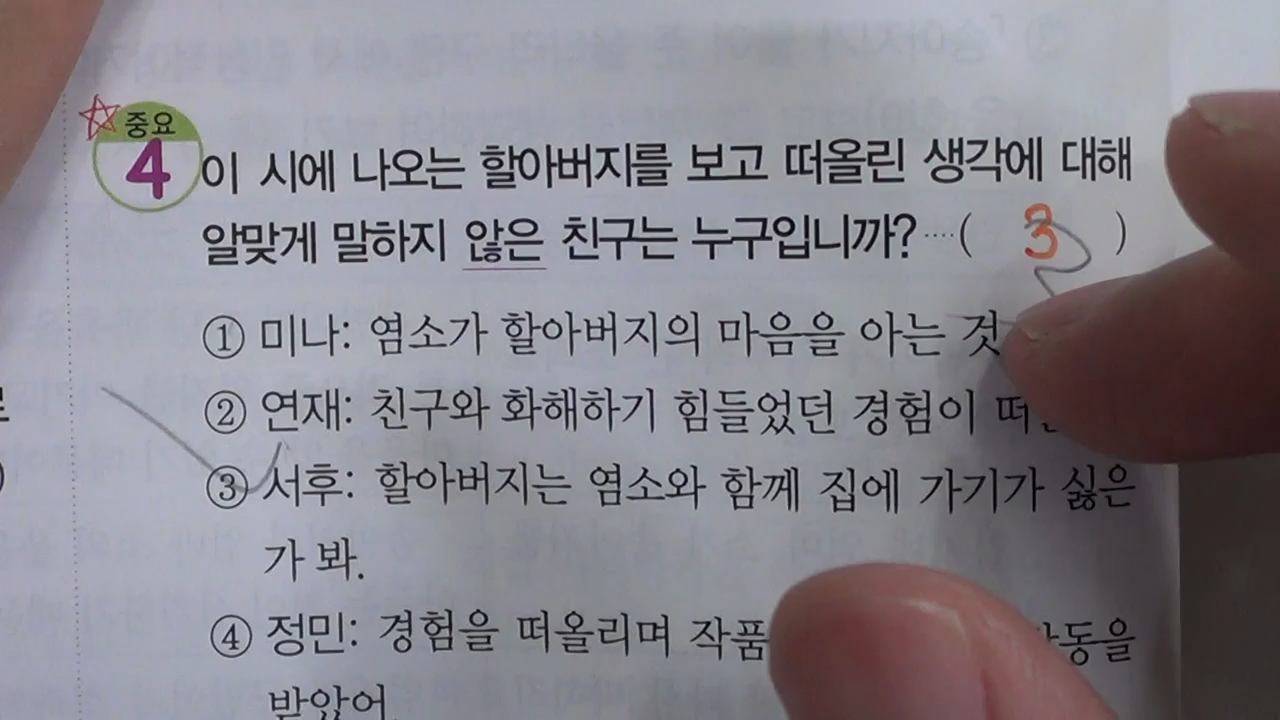 중요
4 이 시에 나오는 할아버지를 보고 떠올린 생각에 대해
알맞게 말하지 않은 친구는 누구입니까? ····( 3 )
① 미나: 염소가 할아버지의 마음을 아는 것
② 연재: 친구와 화해하기 힘들었던 경험이
③ 서후: 할아버지는 염소와 함께 집에 가기가 싫은
가 봐.
④ 정민: 경험을 떠올리며 작품
받았어.